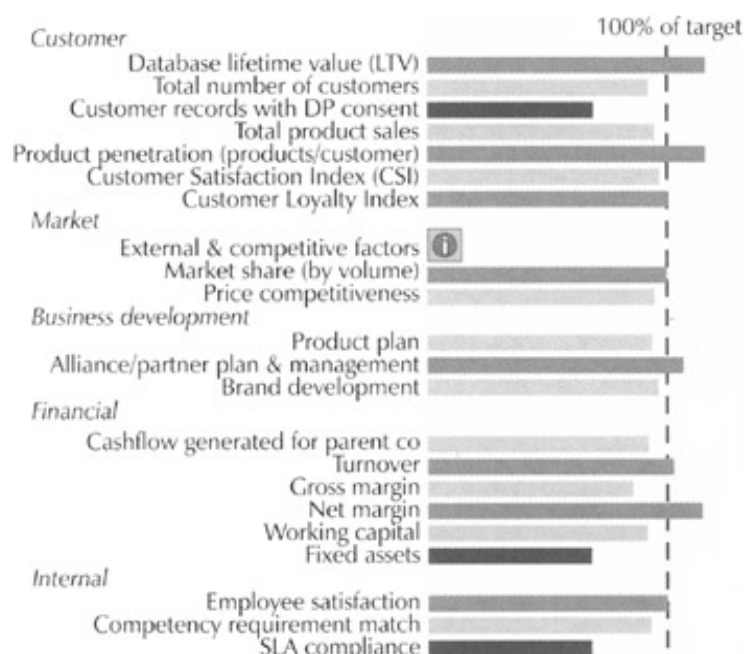 100% of target
Customer
Database lifetime value (LTV)
Total number of customers
Customer records with DP consent
Total product sales
Product penetration (products/customer)
Customer Satisfaction Index (CSI)
Customer Loyalty Index
Market
External & competitive factors
Market share (by volume)
Price competitiveness
Business development
Product plan
Alliance/partner plan & management
Brand development
Financial
Cashflow generated for parent co
Turnover
Gross margin
Net margin
Working capital
Fixed assets
Internal
Employee satisfaction
Competency requirement match
SLA compliance